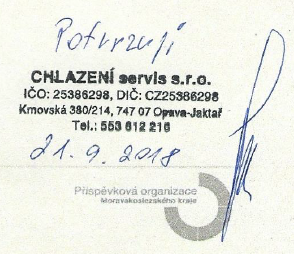 Potvrzuji
CHLAZENÍ servis s.r.o.
IČO: 25386298, DIČ: CZ25386298
Krnovská 380/214, 747 07 Opava-Jaktař
Tel.: 553 612 216
21. 9. 2018
Příspěvková organizace
Moravskoslezského kraje